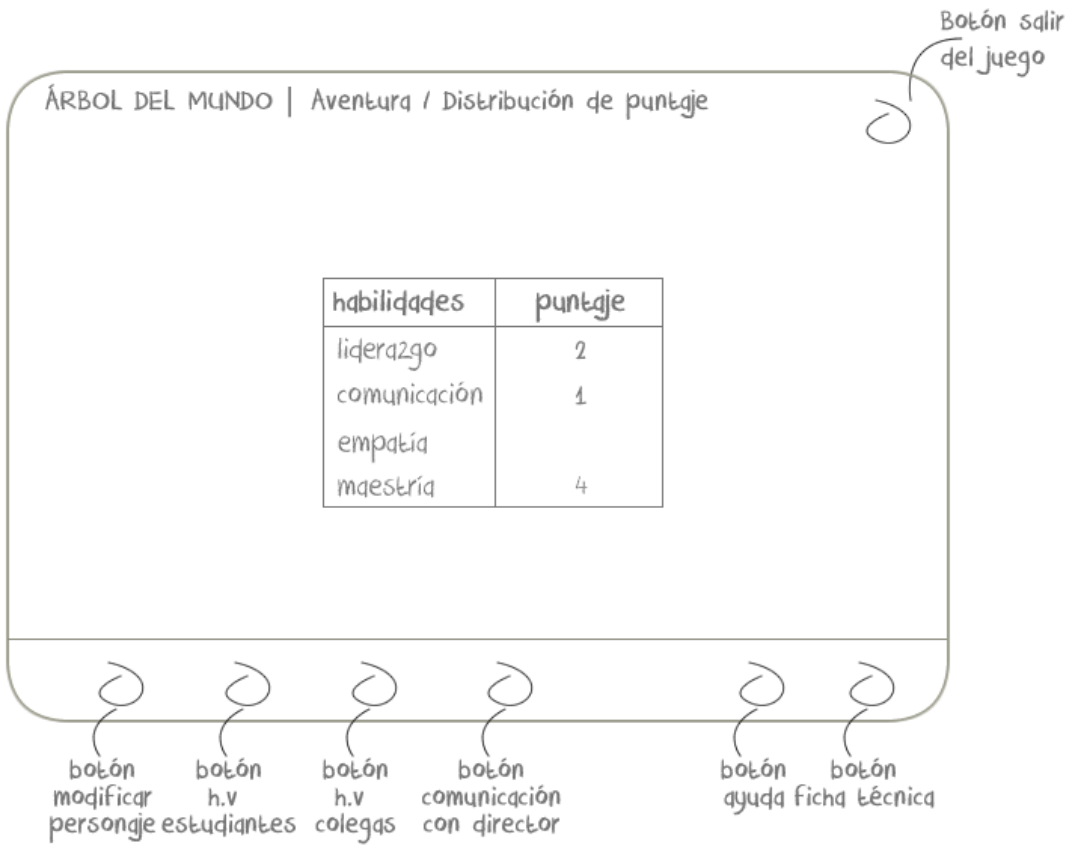 Botón salir
del juego
ÁRBOL DEL MUNDO | Aventura / Distribución de puntaje
habilidades puntaje
liderazgo 2
comunicación 1
empatía
maestría 4
botón
modificar
personaje
botón
h.v
estudiantes
botón
h.v
colegas
botón
comunicación
con director
botón
ayuda
botón
ficha técnica